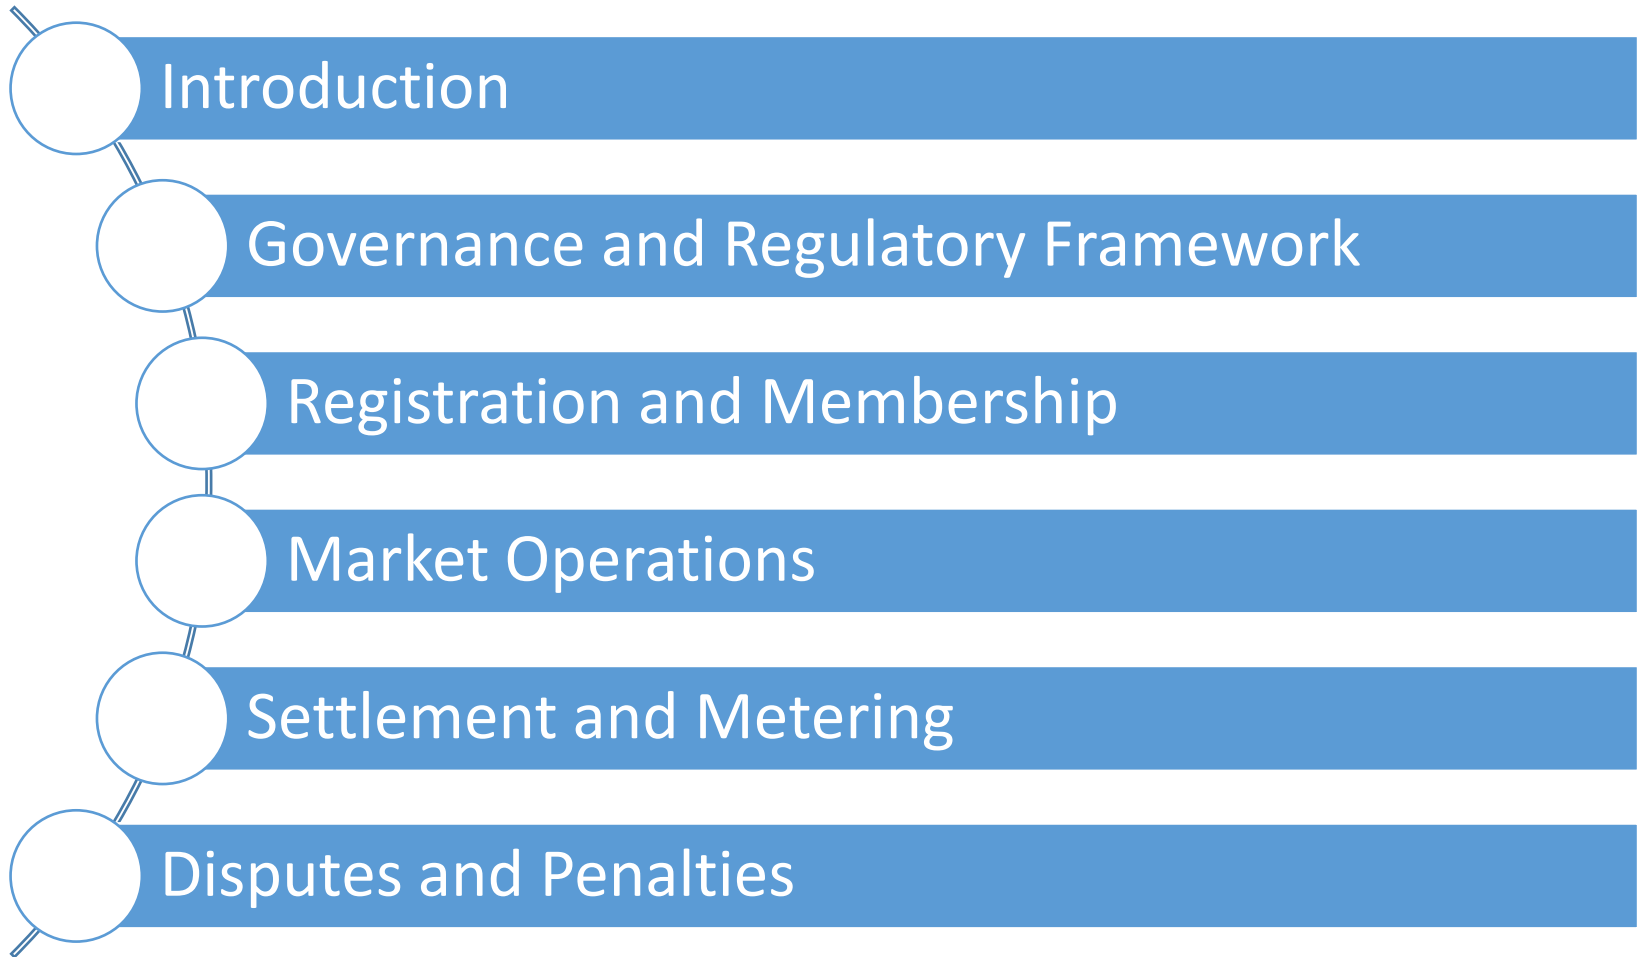 Introduction
Governance and Regulatory Framework
Registration and Membership
Market Operations
Settlement and Metering
Disputes and Penalties